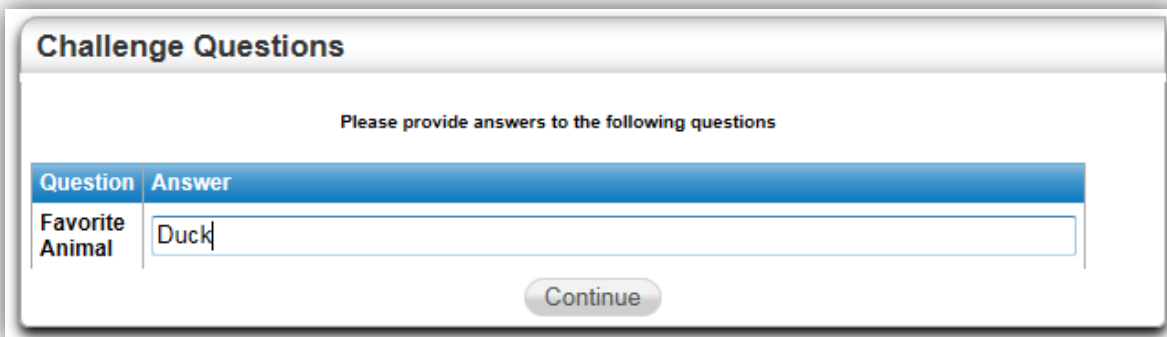 Challenge Questions
Please provide answers to the following questions
Question Answer
Favorite
Animal
Duck
Continue